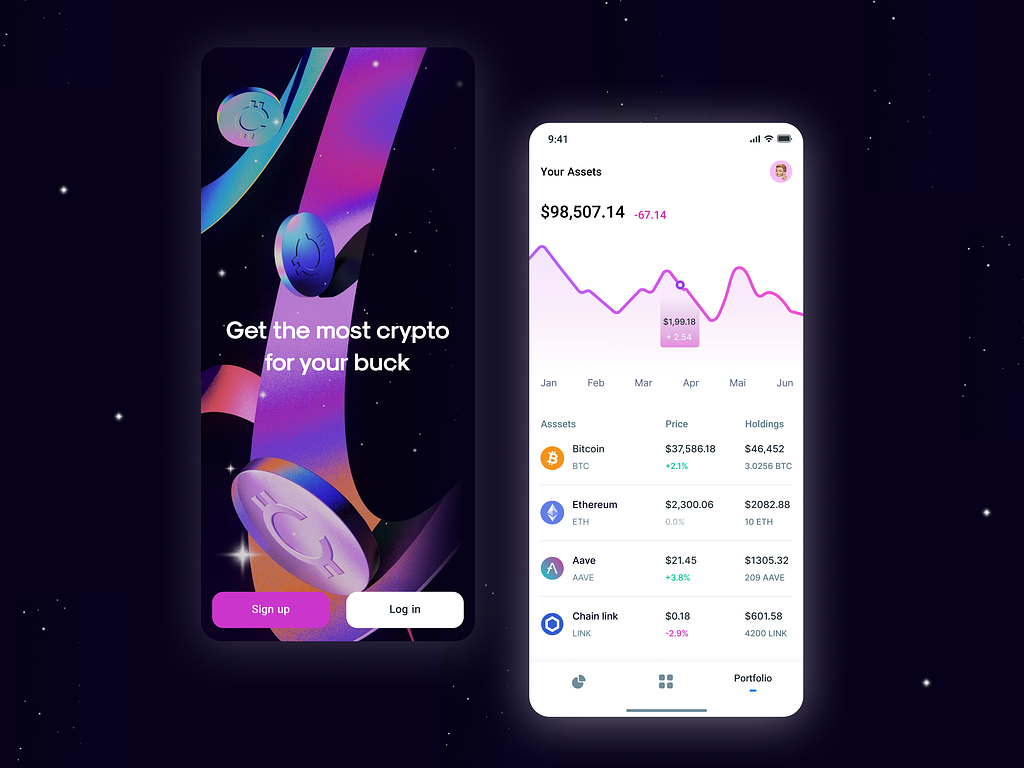 Get the most crypto
for your buck
Sign up
Log in
9:41
Your Assets
$98,507.14 -67.14
$1,99.18
+ 2.54
Jan Feb Mar Apr Mai Jun
Asssets Price Holdings
Bitcoin $37,586.18 $46,452
BTC +2.1% 3.0256 BTC
Ethereum $2,300.06 $2082.88
ETH 0.0% 10 ETH
Aave $21.45 $1305.32
AAVE +3.8% 209 AAVE
Chain link $0.18 $601.58
LINK -2.9% 4200 LINK
Portfolio